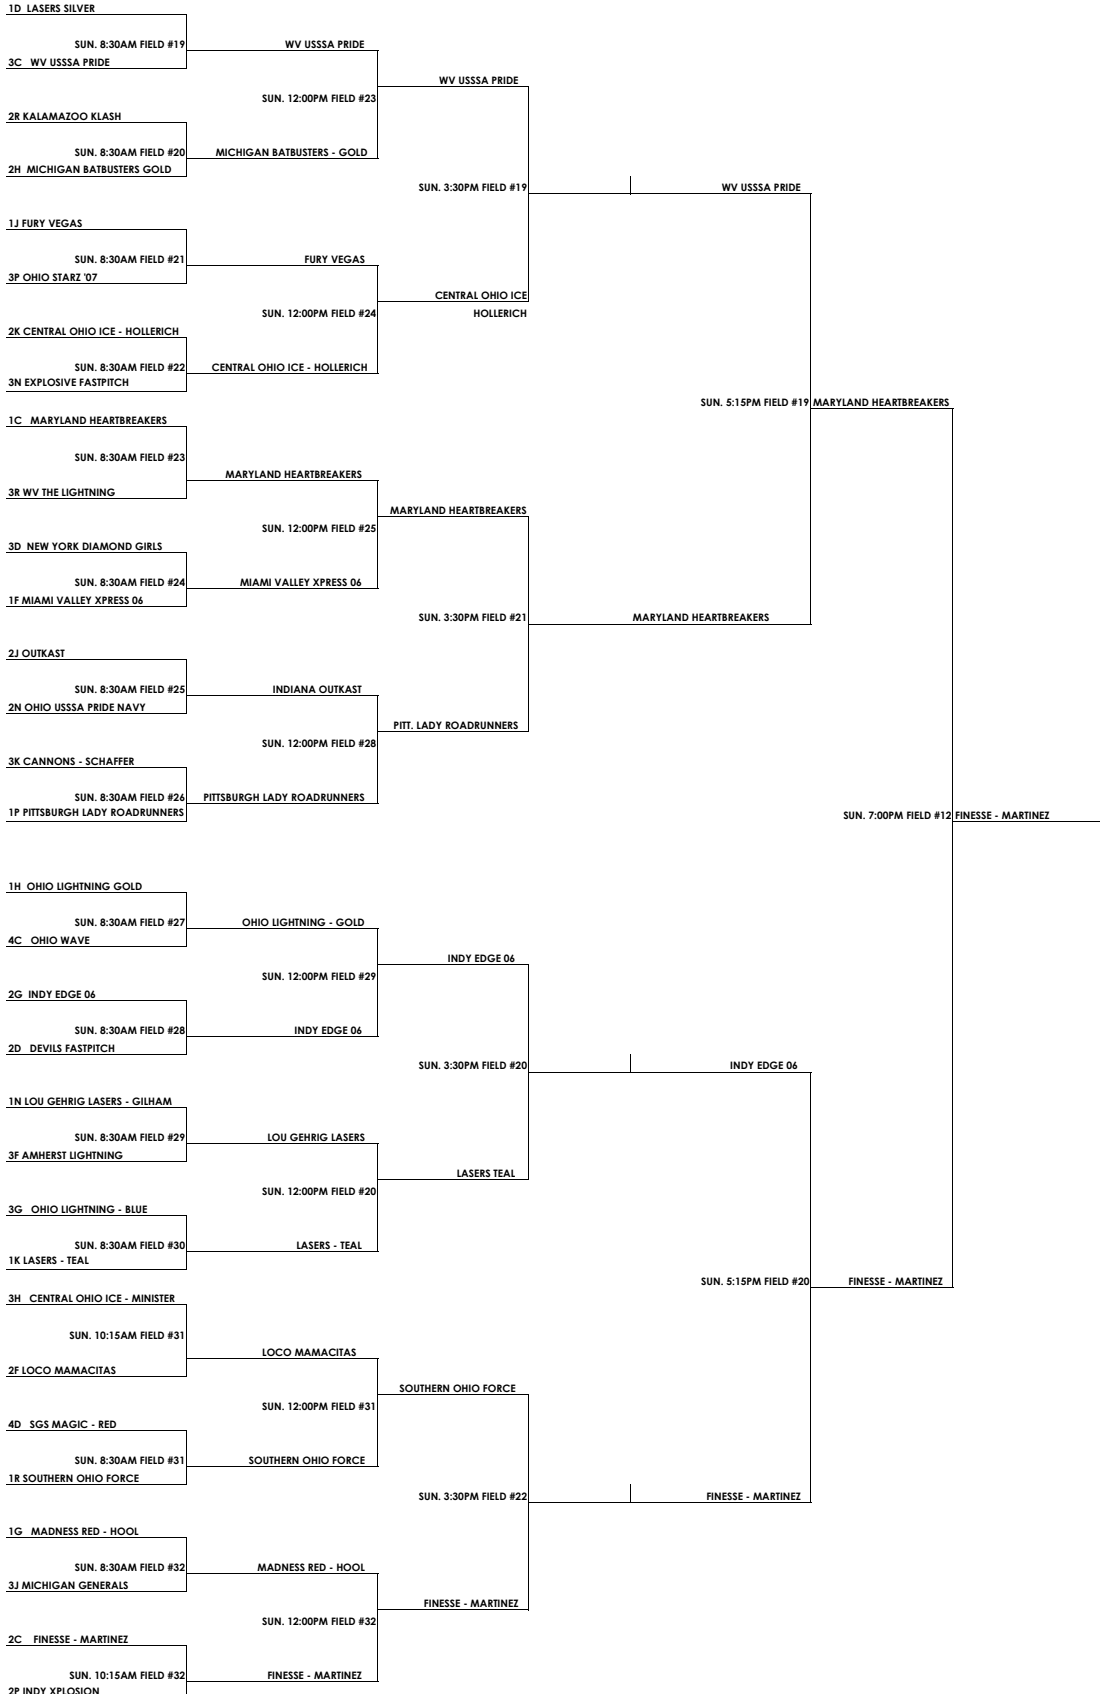 1D LASERS SILVER
SUN. 8:30AM FIELD #19
WV USSSA PRIDE
3C WV USSSA PRIDE
WV USSSA PRIDE
SUN. 12:00PM FIELD #23
2R KALAMAZOO KLASH
SUN. 8:30AM FIELD #20
MICHIGAN BATBUSTERS - GOLD
2H MICHIGAN BATBUSTERS GOLD
SUN. 3:30PM FIELD #19
WV USSSA PRIDE
1J FURY VEGAS
SUN. 8:30AM FIELD #21
FURY VEGAS
3P OHIO STARZ '07
CENTRAL OHIO ICE
SUN. 12:00PM FIELD #24
HOLLERICH
2K CENTRAL OHIO ICE - HOLLERICH
SUN. 8:30AM FIELD #22
CENTRAL OHIO ICE - HOLLERICH
3N EXPLOSIVE FASTPITCH
SUN. 5:15PM FIELD #19
MARYLAND HEARTBREAKERS
1C MARYLAND HEARTBREAKERS
SUN. 8:30AM FIELD #23
MARYLAND HEARTBREAKERS
3R WV THE LIGHTNING
MARYLAND HEARTBREAKERS
SUN. 12:00PM FIELD #25
3D NEW YORK DIAMOND GIRLS
SUN. 8:30AM FIELD #24
MIAMI VALLEY XPRESS 06
1F MIAMI VALLEY XPRESS 06
SUN. 3:30PM FIELD #21
MARYLAND HEARTBREAKERS
2J OUTKAST
SUN. 8:30AM FIELD #25
INDIANA OUTKAST
2N OHIO USSSA PRIDE NAVY
PITT. LADY ROADRUNNERS
SUN. 12:00PM FIELD #28
3K CANNONS - SCHAFFER
SUN. 8:30AM FIELD #26
PITTSBURGH LADY ROADRUNNERS
1P PITTSBURGH LADY ROADRUNNERS
SUN. 7:00PM FIELD #12
FINESSE - MARTINEZ
1H OHIO LIGHTNING GOLD
SUN. 8:30AM FIELD #27
OHIO LIGHTNING - GOLD
4C OHIO WAVE
INDY EDGE 06
SUN. 12:00PM FIELD #29
2G INDY EDGE 06
SUN. 8:30AM FIELD #28
INDY EDGE 06
2D DEVILS FASTPITCH
SUN. 3:30PM FIELD #20
INDY EDGE 06
1N LOU GEHRIG LASERS - GILHAM
SUN. 8:30AM FIELD #29
LOU GEHRIG LASERS
3F AMHERST LIGHTNING
LASERS TEAL
SUN. 12:00PM FIELD #20
3G OHIO LIGHTNING - BLUE
SUN. 8:30AM FIELD #30
LASERS - TEAL
1K LASERS - TEAL
SUN. 5:15PM FIELD #20
FINESSE - MARTINEZ
3H CENTRAL OHIO ICE - MINISTER
SUN. 10:15AM FIELD #31
LOCO MAMACITAS
2F LOCO MAMACITAS
SOUTHERN OHIO FORCE
SUN. 12:00PM FIELD #31
4D SGS MAGIC - RED
SUN. 8:30AM FIELD #31
SOUTHERN OHIO FORCE
1R SOUTHERN OHIO FORCE
SUN. 3:30PM FIELD #22
FINESSE - MARTINEZ
1G MADNESS RED - HOOL
SUN. 8:30AM FIELD #32
MADNESS RED - HOOL
3J MICHIGAN GENERALS
FINESSE - MARTINEZ
SUN. 12:00PM FIELD #32
2C FINESSE - MARTINEZ
SUN. 10:15AM FIELD #32
FINESSE - MARTINEZ
2P INDY XPLOSION